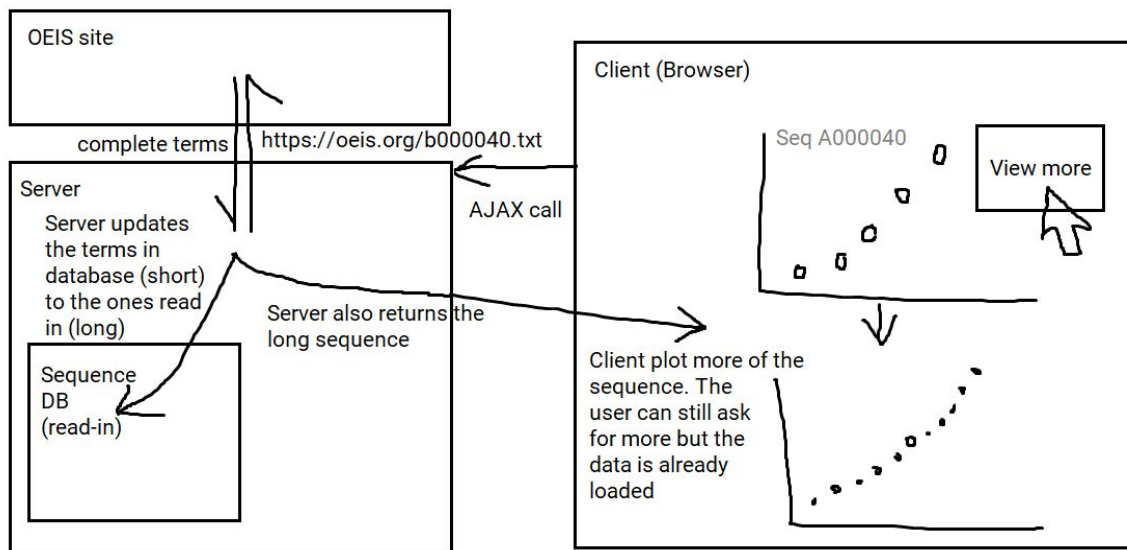 OEIS site
complete terms
https://oeis.org/b000040.txt
Server
Server updates
the terms in
database (short)
to the ones read
in (long)
Server also returns the
long sequence
Sequence
DB
(read-in)
AJAX call
Client (Browser)
Seq A000040
View more
Client plot more of the
sequence. The
user can still ask
for more but the
data is already
loaded